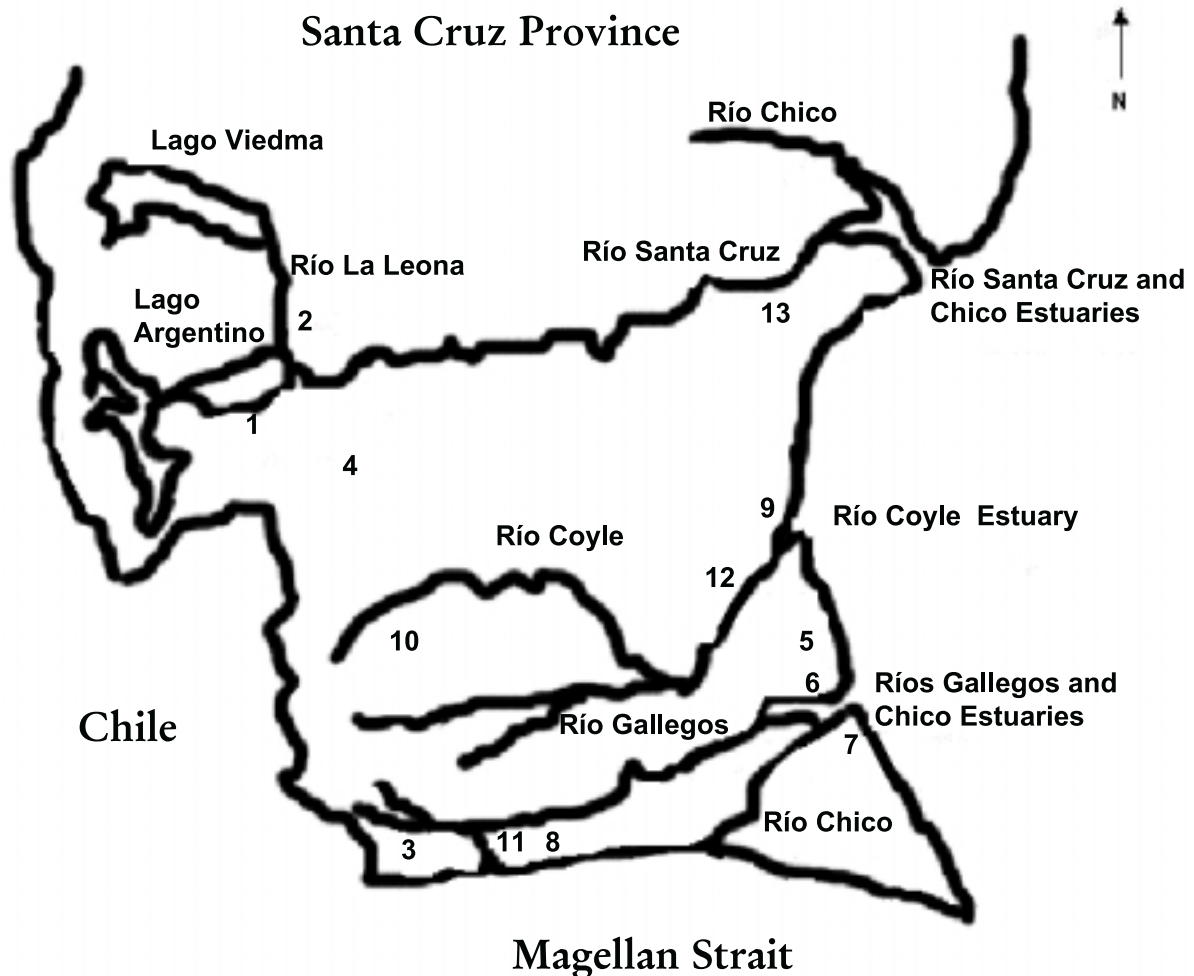 Santa Cruz Province
N
Río Chico
Lago Viedma
Río Santa Cruz
Río La Leona
Río Santa Cruz and
Chico Estuaries
Lago
Argentino
2
13
1
4
9
Río Coyle Estuary
Río Coyle
12
10
5
6
Ríos Gallegos and
Chico Estuaries
Chile
Río Gallegos
7
Río Chico
3
11
8
Magellan Strait